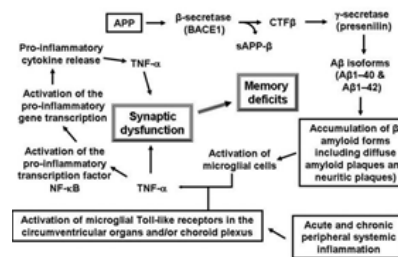 APP
β-secretase
(BACE1)
CTFβ
γ-secretase
(presenilin)
sAPP-β
Pro-inflammatory
cytokine release
TNF-α
Aβ isoforms
(Aβ1–40 &
Aβ1–42)
Memory
deficits
Activation of the
pro-inflammatory
gene transcription
Synaptic
dysfunction
Accumulation of β
amyloid forms
including diffuse
amyloid plaques an
neuritic plaques)
Activation of
microglial cells
Activation of the
pro-inflammatory
transcription factor
NF-κB
TNF-α
Activation of microglial Toll-like receptors in the
circumventricular organs and/or choroid plexus
Acute and chronic
peripheral systemic
inflammation